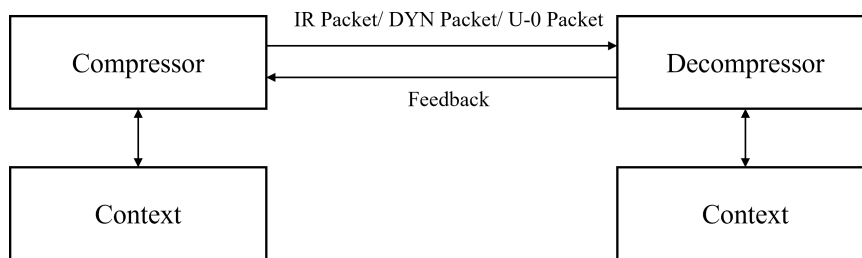 IR Packet/ DYN Packet/ U-0 Packet
Compressor
Decompressor
Feedback
Context
Context